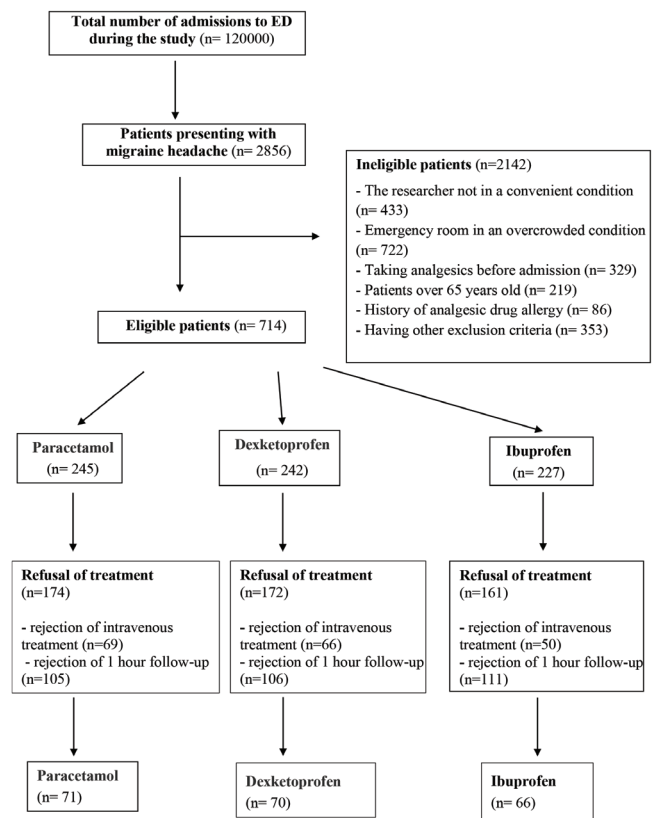 Total number of admissions to ED
during the study (n= 120000)
Patients presenting with
migraine headache (n= 2856)
Ineligible patients (n=2142)
- The researcher not in a convenient condition
(n= 433)
- Emergency room in an overcrowded condition
(n= 722)
- Taking analgesics before admission (n= 329)
- Patients over 65 years old (n= 219)
- History of analgesic drug allergy (n= 86)
- Having other exclusion criteria (n= 353)
Eligible patients (n= 714)
Paracetamol
(n= 245)
Dexketoprofen
(n= 242)
Ibuprofen
(n= 227)
Refusal of treatment
(n=174)
- rejection of intravenous
treatment (n=69)
- rejection of 1 hour follow-up
(n=105)
Refusal of treatment
(n=172)
- rejection of intravenous
treatment (n=66)
- rejection of 1 hour follow-up
(n=106)
Refusal of treatment
(n=161)
- rejection of intravenous
treatment (n=50)
- rejection of 1 hour follow-up
(n=111)
Paracetamol
(n= 71)
Dexketoprofen
(n= 70)
Ibuprofen
(n= 66)